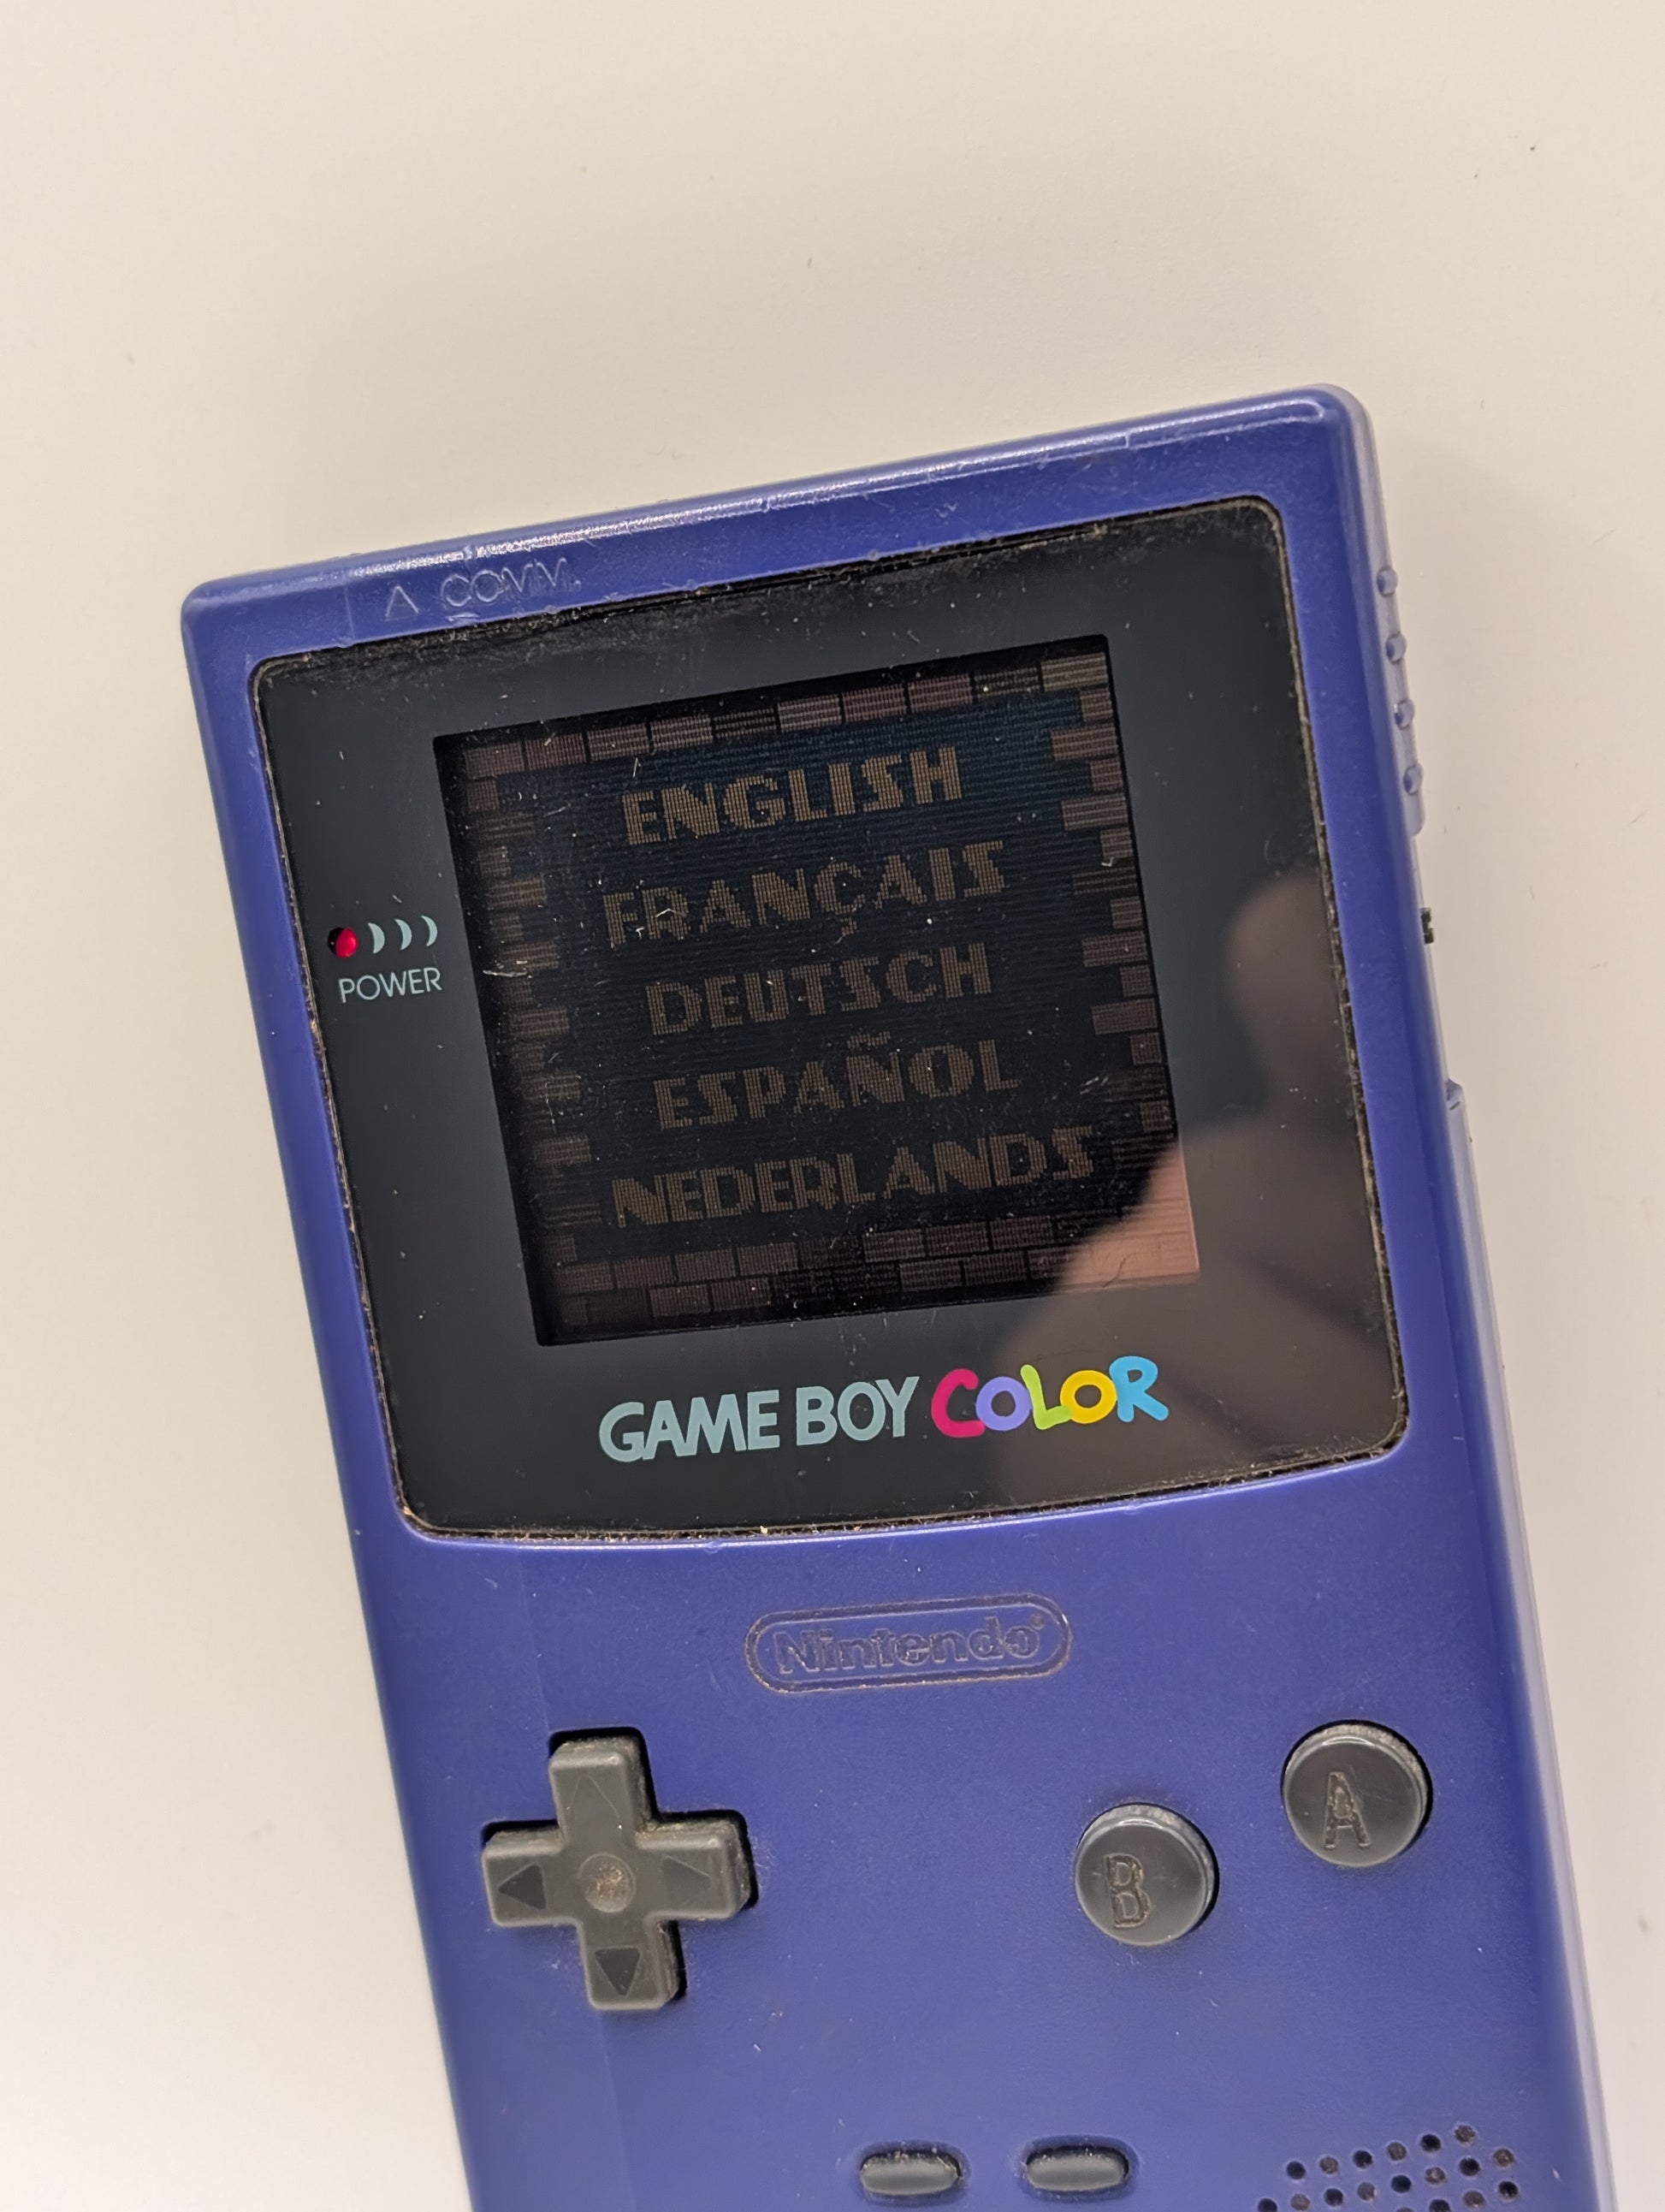 △ COMM.
ENGLISH
FRANÇAIS
DEUTSCH
ESPAÑOL
NEDERLANDS
POWER
GAME BOY COLOR
Nintendo®
A
B